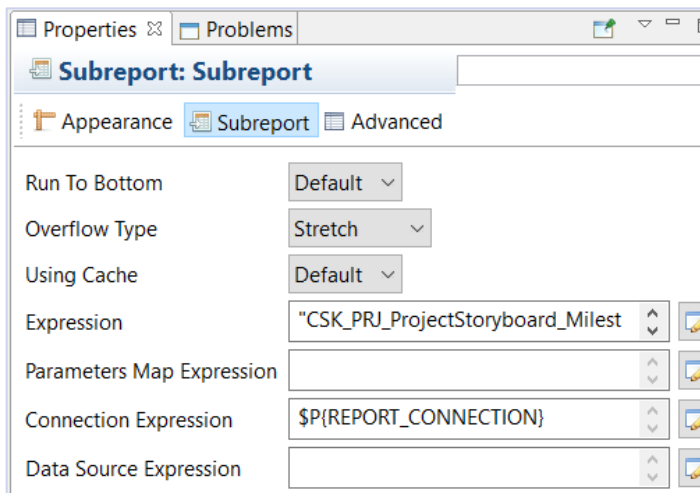 Properties Problems
Subreport: Subreport
Appearance Subreport Advanced
Run To Bottom Default
Overflow Type Stretch
Using Cache Default
Expression "CSK_PRJ_ProjectStoryboard_Milest
Parameters Map Expression
Connection Expression $P{REPORT_CONNECTION}
Data Source Expression